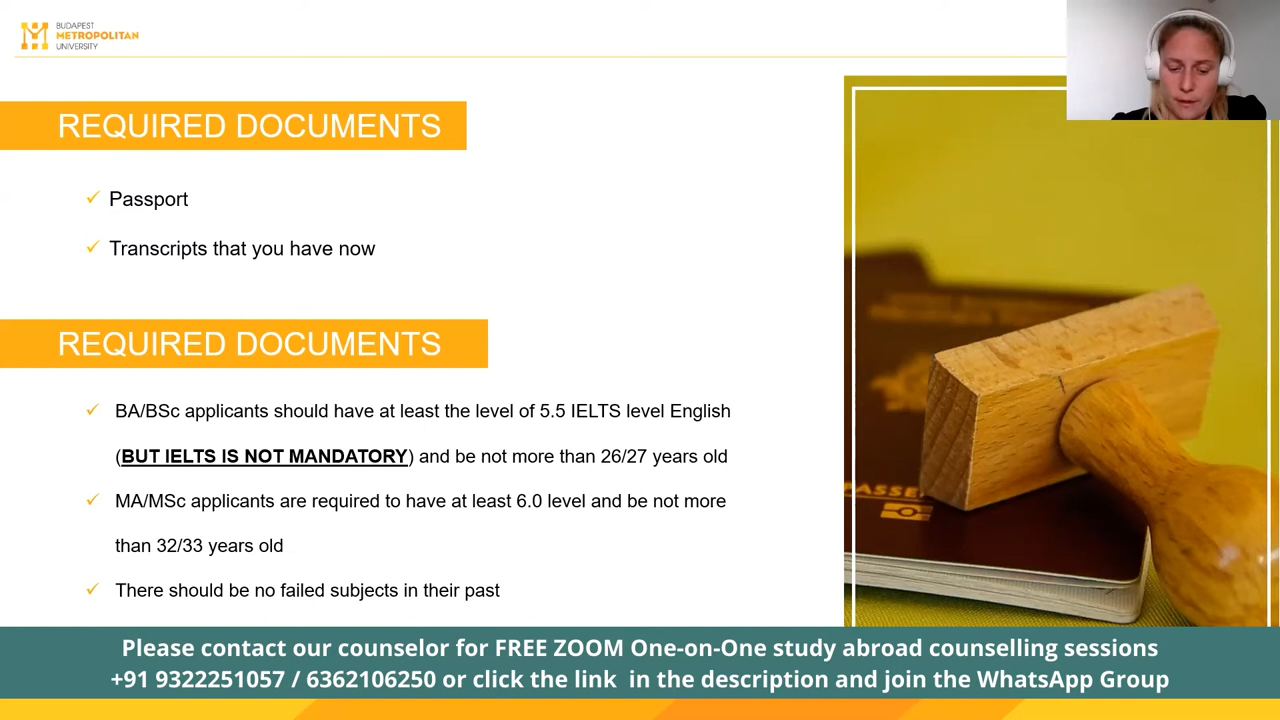 BUDAPEST
METROPOLITAN
UNIVERSITY
REQUIRED DOCUMENTS
✓ Passport
✓ Transcripts that you have now
REQUIRED DOCUMENTS
✓ BA/BSc applicants should have at least the level of 5.5 IELTS level English
(BUT IELTS IS NOT MANDATORY) and be not more than 26/27 years old
✓ MA/MSc applicants are required to have at least 6.0 level and be not more
than 32/33 years old
✓ There should be no failed subjects in their past
Please contact our counselor for FREE ZOOM One-on-One study abroad counselling sessions
+91 9322251057 / 6362106250 or click the link in the description and join the WhatsApp Group